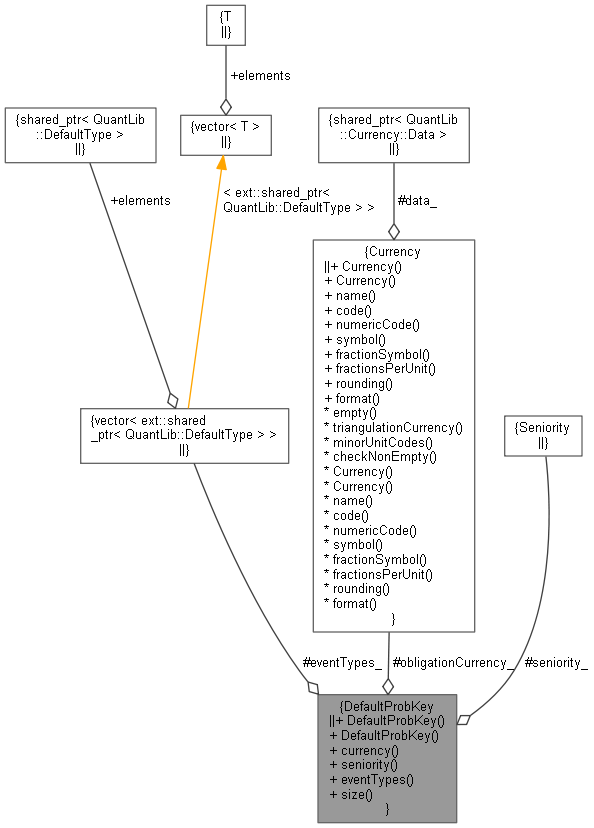 {T
||}
+elements
{shared_ptr< QuantLib
::DefaultType >
||}
{vector< T >
||}
{shared_ptr< QuantLib
::Currency::Data >
||}
+elements
< ext::shared_ptr<
QuantLib::DefaultType > >
#data_
{Currency
||+ Currency()
+ Currency()
+ name()
+ code()
+ numericCode()
+ symbol()
+ fractionSymbol()
+ fractionsPerUnit()
+ rounding()
+ format()
* empty()
* triangulationCurrency()
* minorUnitCodes()
* checkNonEmpty()
* Currency()
* Currency()
* name()
* code()
* numericCode()
* symbol()
* fractionSymbol()
* fractionsPerUnit()
* rounding()
* format()
}
{vector< ext::shared
_ptr< QuantLib::DefaultType > >
||}
{Seniority
||}
#eventTypes_
#obligationCurrency_
#seniority_
{DefaultProbKey
||+ DefaultProbKey()
+ DefaultProbKey()
+ currency()
+ seniority()
+ eventTypes()
+ size()
}